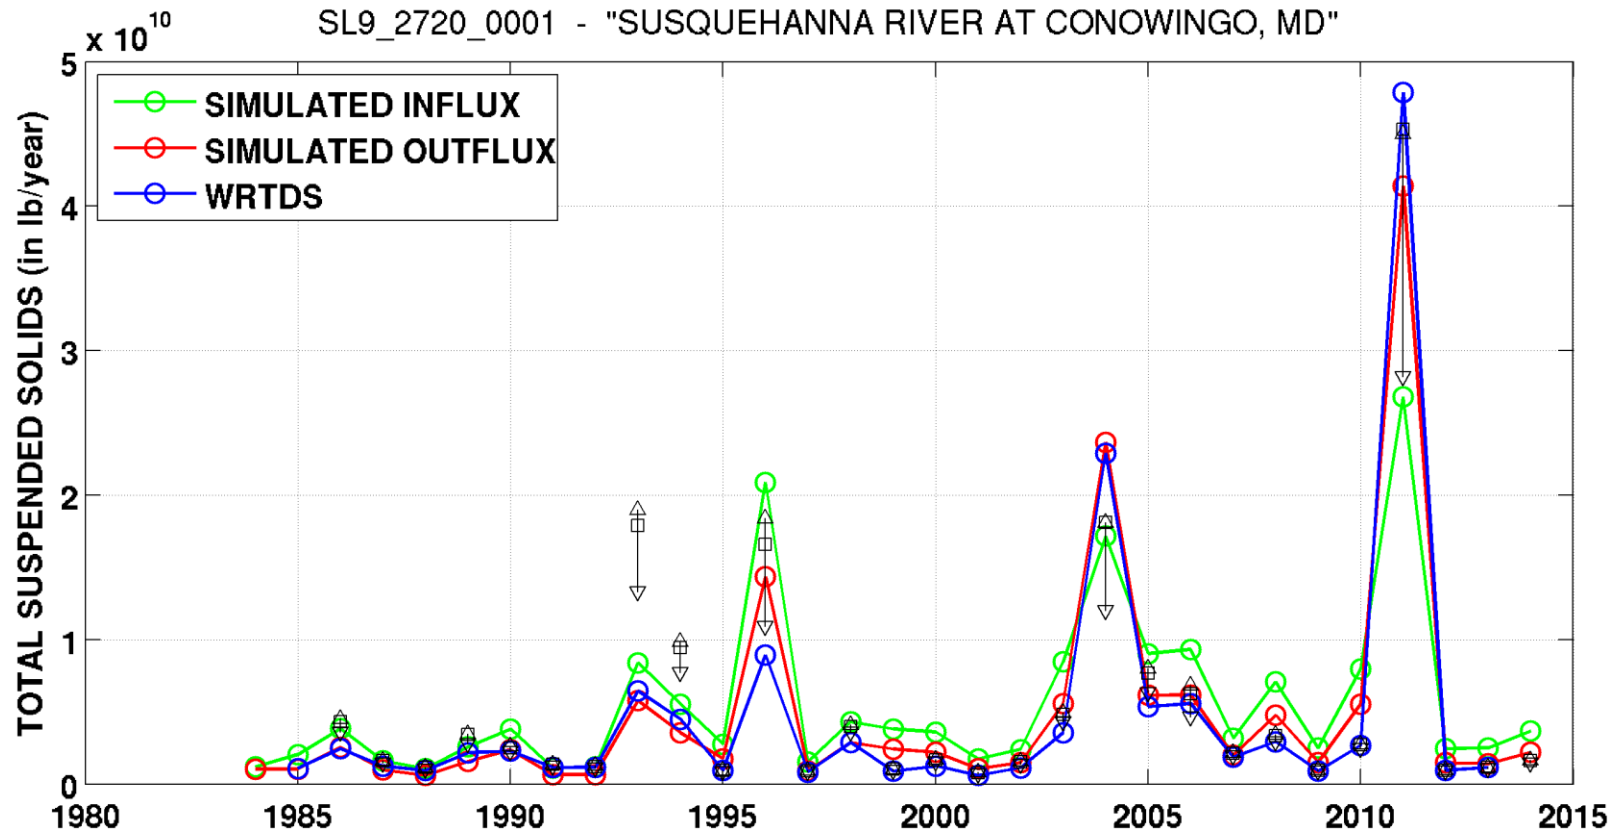 SL9_2720_0001 - "SUSQUEHANNA RIVER AT CONOWINGO, MD"
x 10^10
SIMULATED INFLUX
SIMULATED OUTFLUX
WRTDS
TOTAL SUSPENDED SOLIDS (in lb/year)
5
4
3
2
1
0
1980 1985 1990 1995 2000 2005 2010 2015